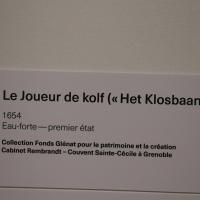 Le Joueur de kolf (« Het Klosbaan
1654
Eau-forte — premier état
Collection Fonds Glénat pour le patrimoine et la création
Cabinet Rembrandt – Couvent Sainte-Cécile à Grenoble